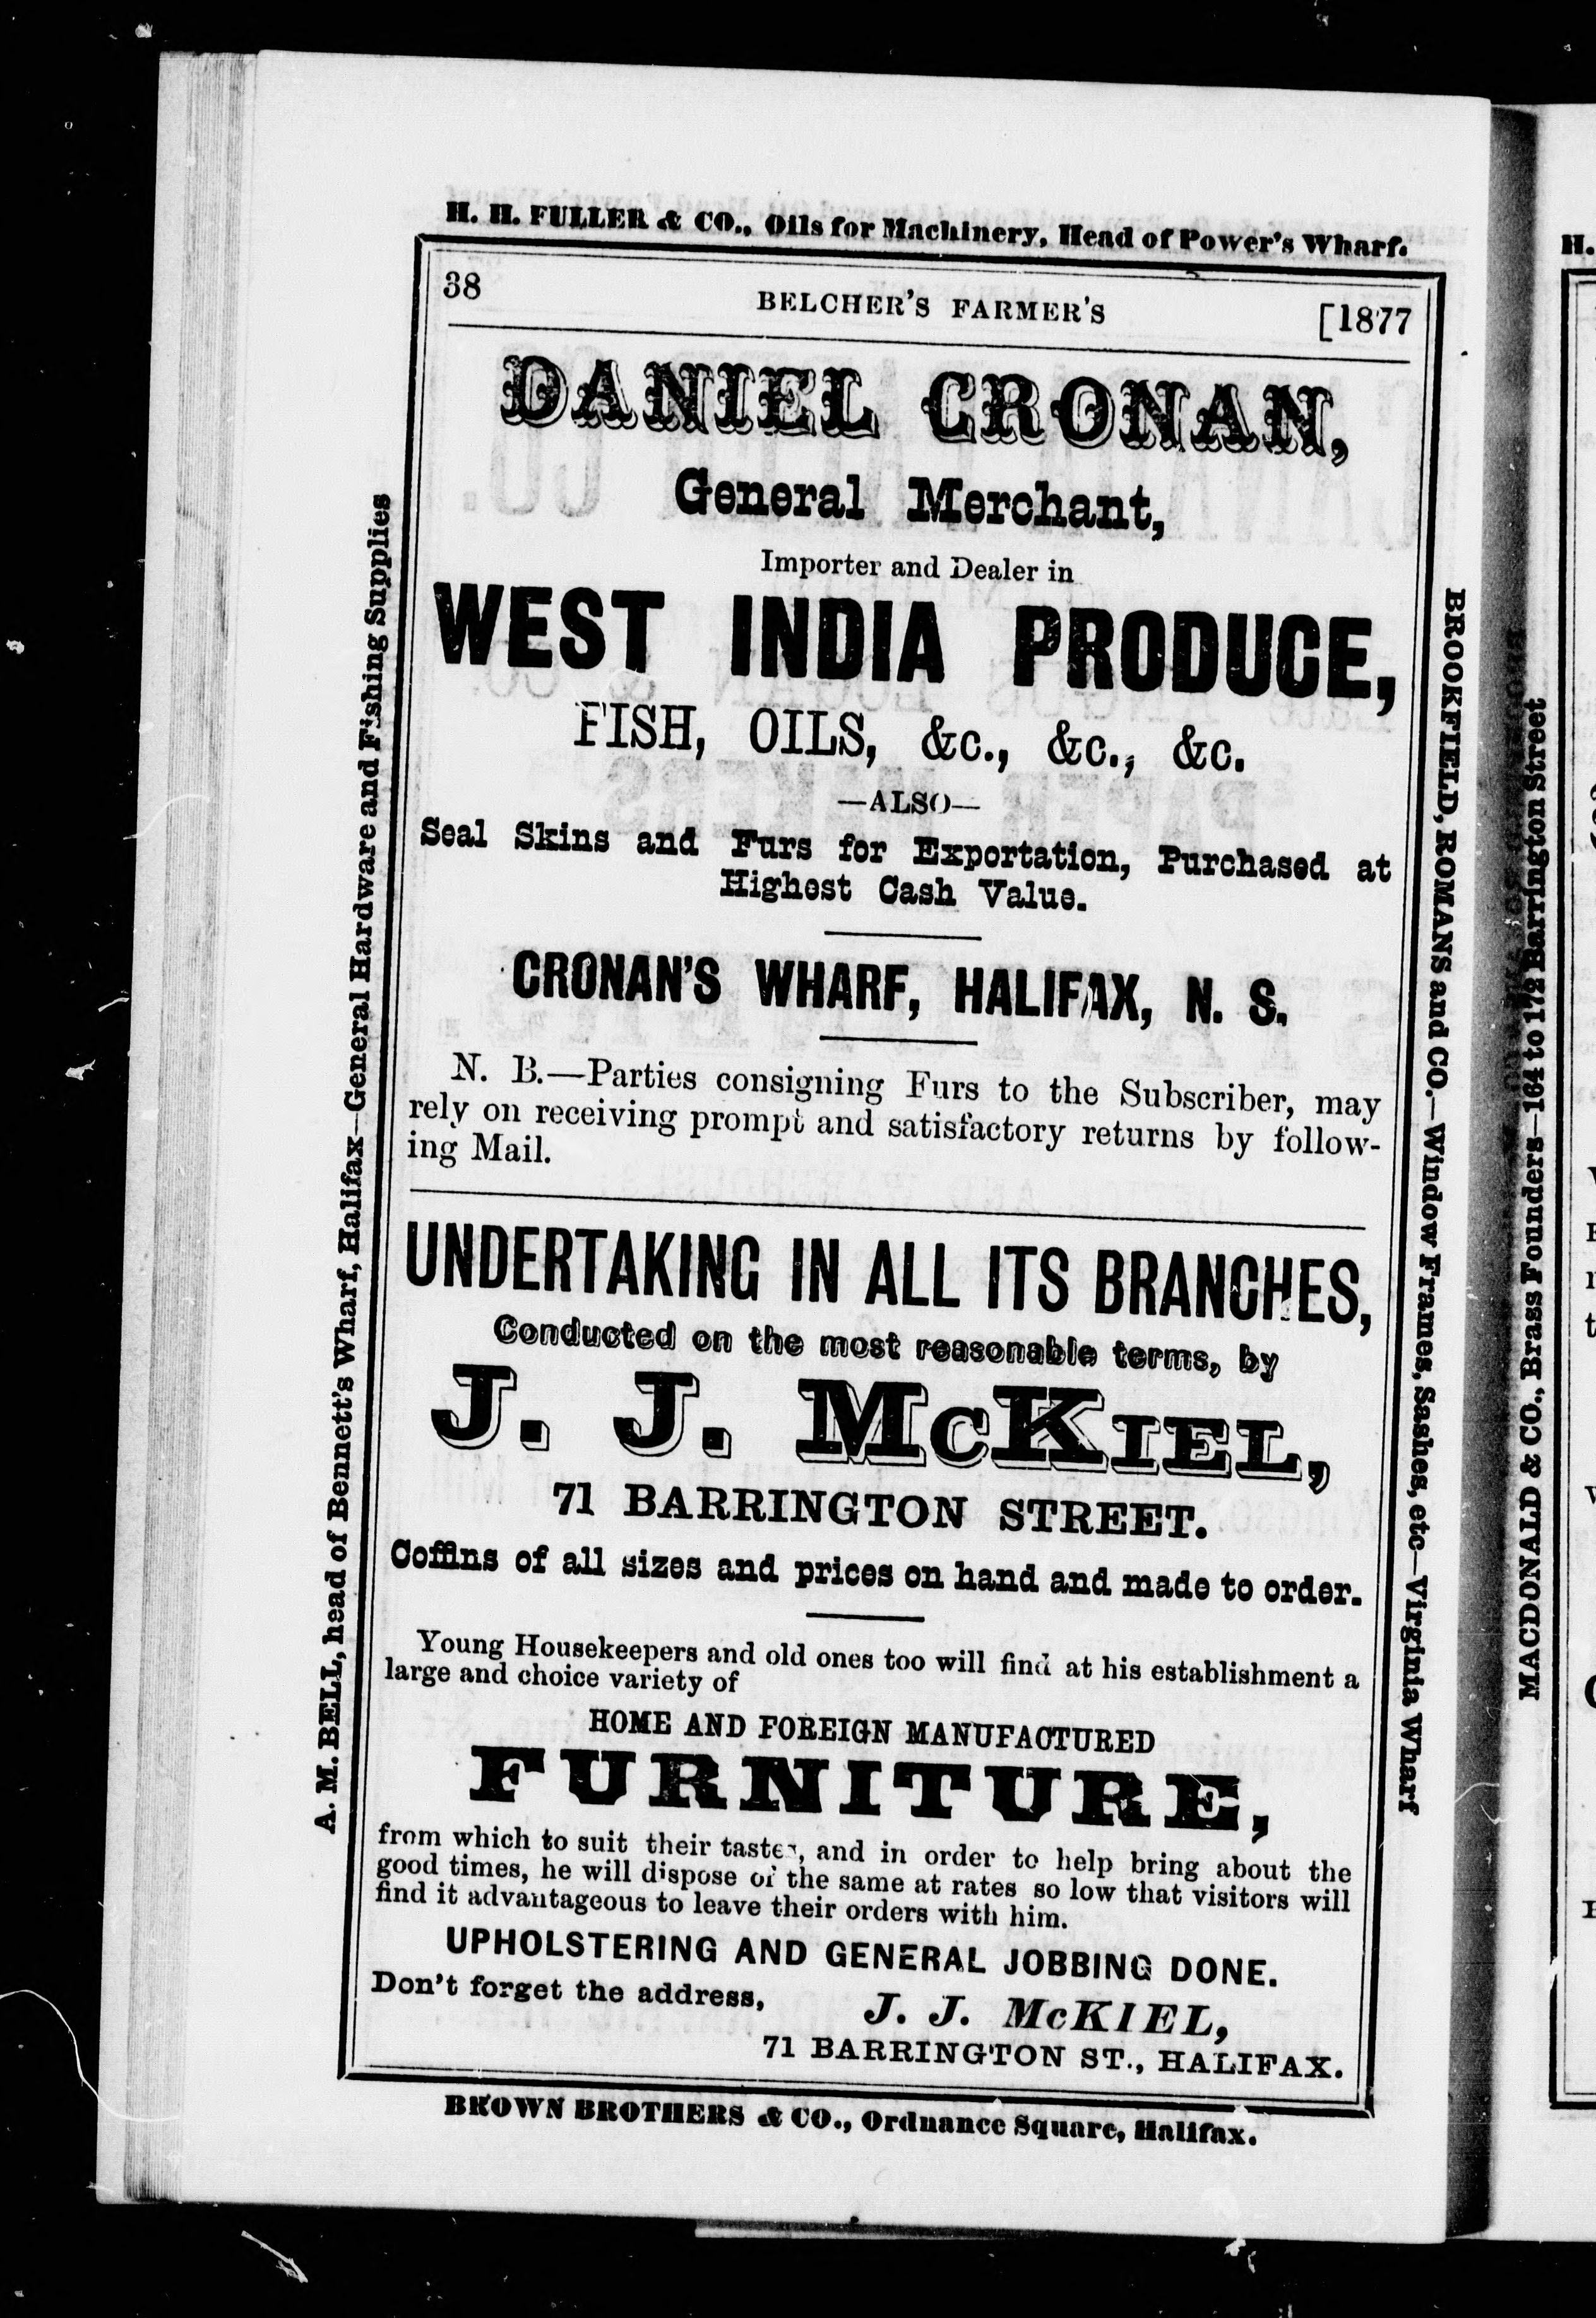 H. H. FULLER & CO., Oils for Machinery, Head of Power's Wharf.
38
BELCHER'S FARMER'S
[1877
DANIEL CRONAN,
General Merchant,
Importer and Dealer in
WEST INDIA PRODUCE,
FISH, OILS, &c., &c., &c.
—ALSO—
Seal Skins and Furs for Exportation, Purchased at
Highest Cash Value.
CRONAN'S WHARF, HALIFAX, N. S.
N. B.—Parties consigning Furs to the Subscriber, may
rely on receiving prompt and satisfactory returns by follow-
ing Mail.
UNDERTAKING IN ALL ITS BRANCHES,
Conducted on the most reasonable terms, by
J. J. McKIEL,
71 BARRINGTON STREET.
Coffins of all sizes and prices on hand and made to order.
Young Housekeepers and old ones too will find at his establishment a
large and choice variety of
HOME AND FOREIGN MANUFACTURED
FURNITURE,
from which to suit their tastes, and in order to help bring about the
good times, he will dispose of the same at rates so low that visitors will
find it advantageous to leave their orders with him.
UPHOLSTERING AND GENERAL JOBBING DONE.
Don't forget the address,
J. J. McKIEL,
71 BARRINGTON ST., HALIFAX.
BROWN BROTHERS & CO., Ordnance Square, Halifax.
A. M. BELL, head of Bennett's Wharf, Halifax—General Hardware and Fishing Supplies
BROOKFIELD, ROMANS and CO.—Window Frames, Sashes, etc—Virginia Wharf
MACDONALD & CO., Brass Founders—164 to 172 Barrington Street
H.